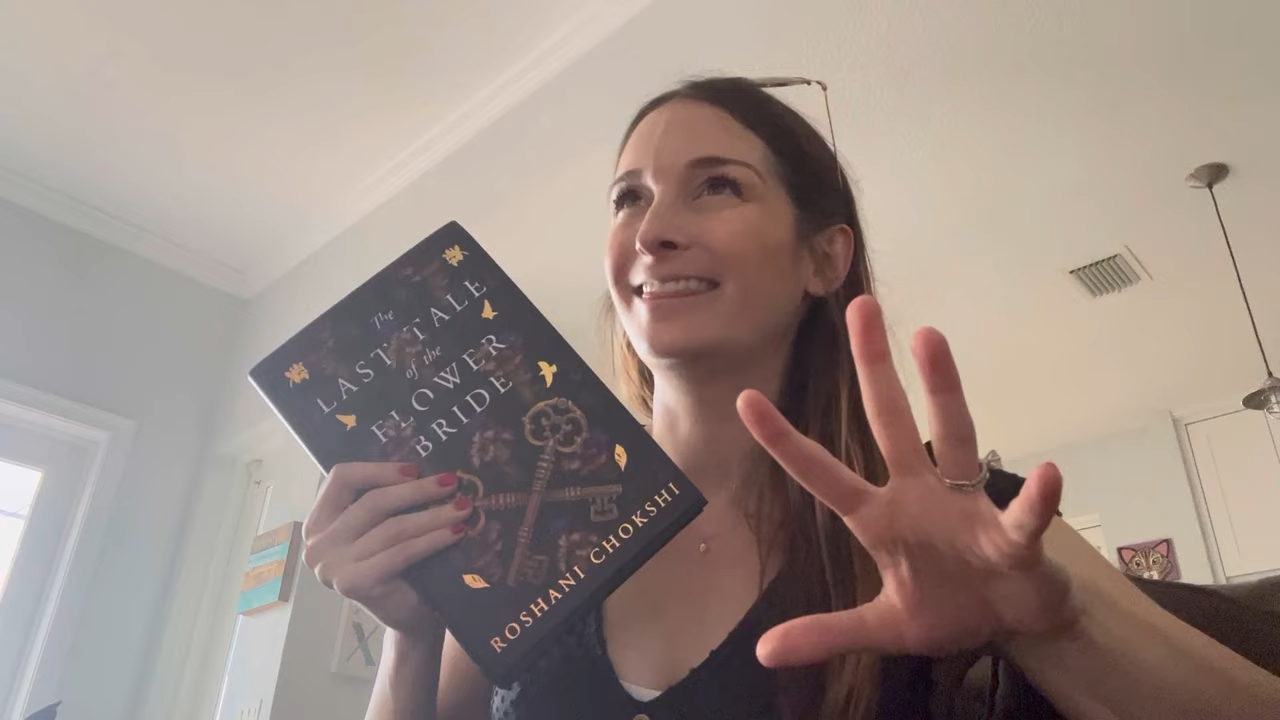 The
LAST TALE
of the
FLOWER
BRIDE
ROSHANI CHOKSHI
X